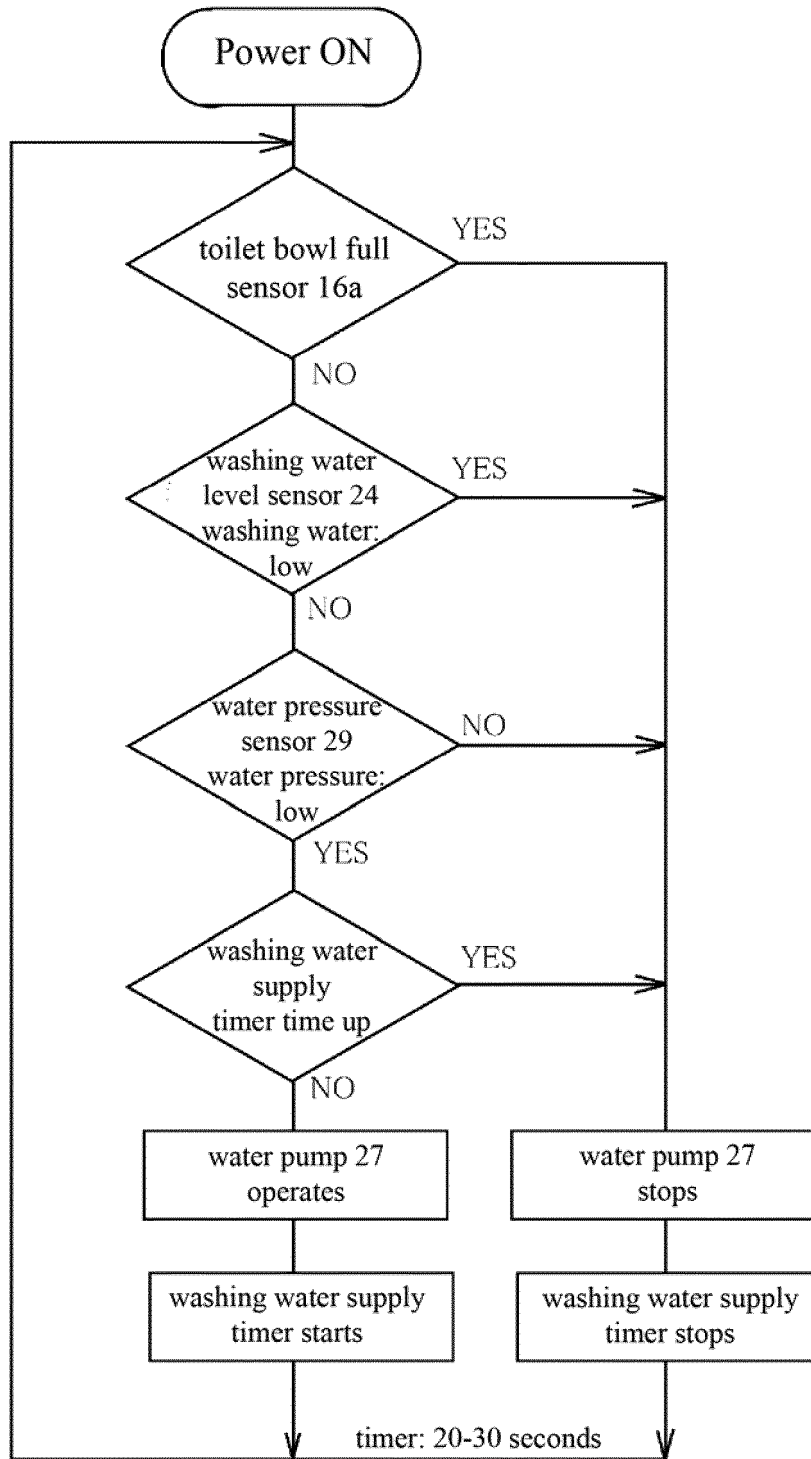 Power ON
toilet bowl full
sensor 16a
YES
NO
washing water
level sensor 24
washing water:
low
YES
NO
water pressure
sensor 29
water pressure:
low
NO
YES
washing water
supply
timer time up
YES
NO
water pump 27
operates
water pump 27
stops
washing water supply
timer starts
washing water supply
timer stops
timer: 20-30 seconds